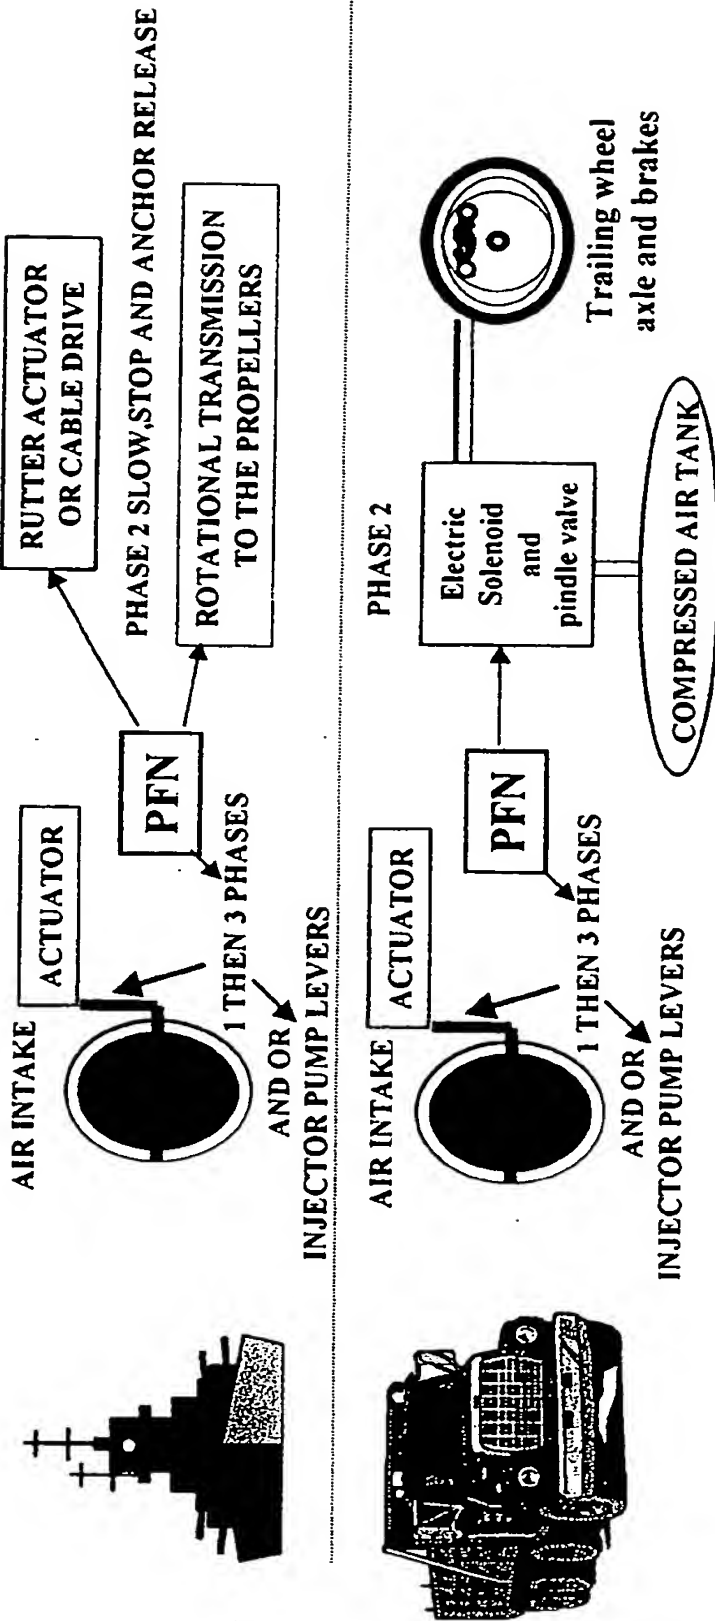 AIR INTAKE
ACTUATOR
PFN
1 THEN 3 PHASES
AND OR
INJECTOR PUMP LEVERS
RUTTER ACTUATOR
OR CABLE DRIVE
PHASE 2 SLOW,STOP AND ANCHOR RELEASE
ROTATIONAL TRANSMISSION
TO THE PROPELLERS
AIR INTAKE
ACTUATOR
PFN
1 THEN 3 PHASES
AND OR
INJECTOR PUMP LEVERS
PHASE 2
Electric
Solenoid
and
pindle valve
COMPRESSED AIR TANK
Trailing wheel
axle and brakes